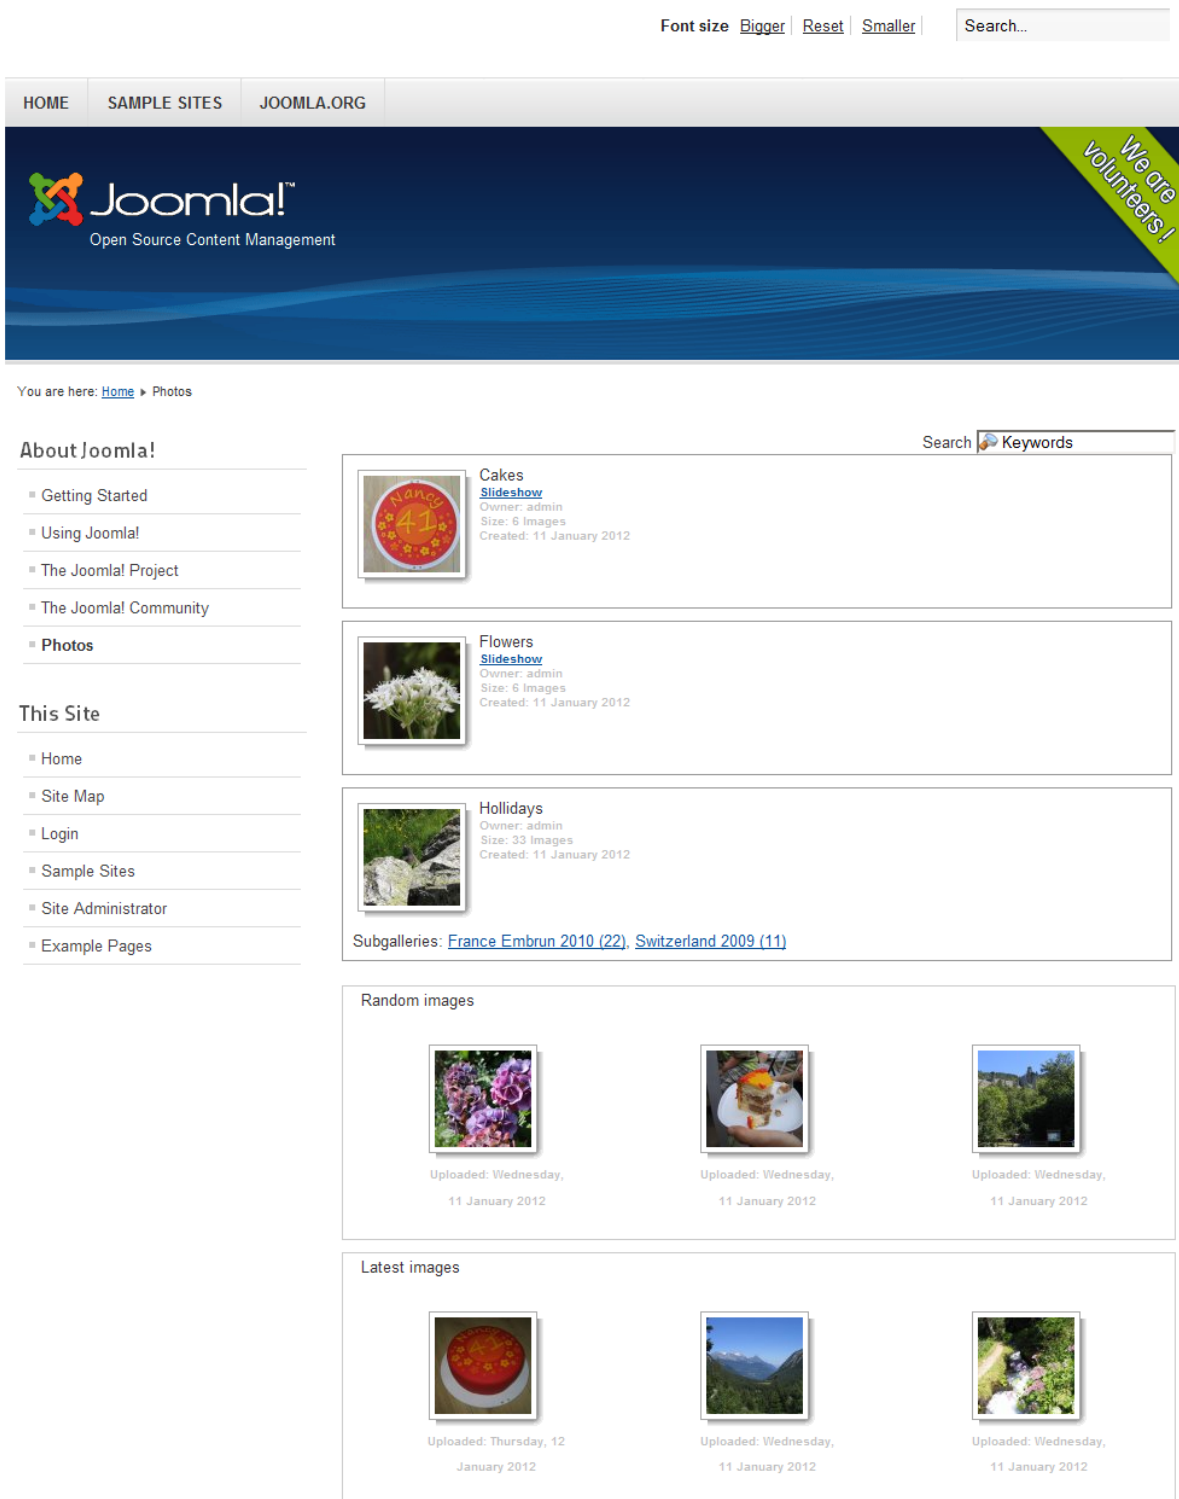 Font size Bigger Reset Smaller Search...
HOME SAMPLE SITES JOOMLA.ORG
We are
volunteers!
Joomla!™
Open Source Content Management
You are here: Home Photos
Search Keywords
About Joomla!
Getting Started
Using Joomla!
The Joomla! Project
The Joomla! Community
Photos
This Site
Home
Site Map
Login
Sample Sites
Site Administrator
Example Pages
Nancy
41
Cakes
Slideshow
Owner: admin
Size: 6 Images
Created: 11 January 2012
Flowers
Slideshow
Owner: admin
Size: 6 Images
Created: 11 January 2012
Hollidays
Owner: admin
Size: 33 Images
Created: 11 January 2012
Subgalleries: France Embrun 2010 (22), Switzerland 2009 (11)
Random images
Uploaded: Wednesday,
11 January 2012
Uploaded: Wednesday,
11 January 2012
Uploaded: Wednesday,
11 January 2012
Latest images
Nancy
41
Uploaded: Thursday, 12
January 2012
Uploaded: Wednesday,
11 January 2012
Uploaded: Wednesday,
11 January 2012